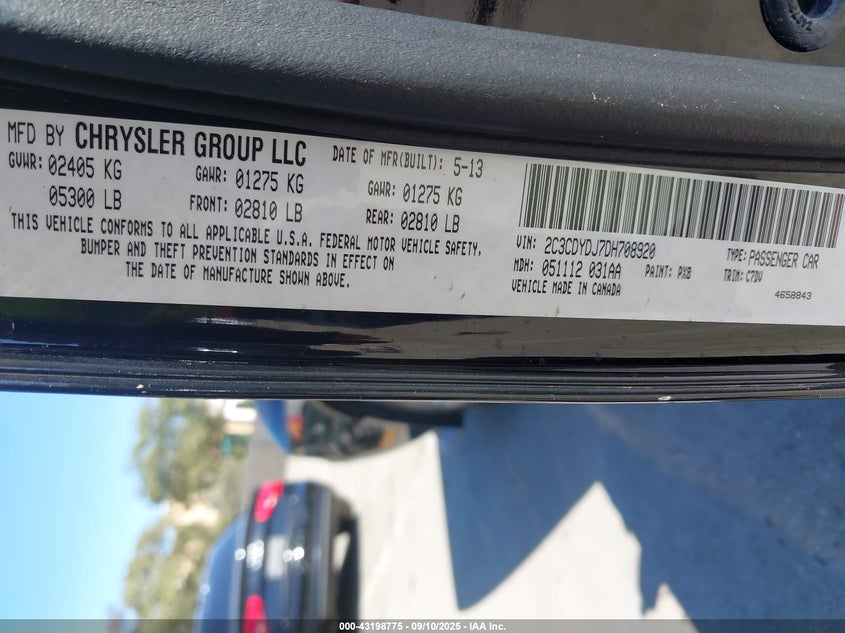 MFD BY CHRYSLER GROUP LLC
DATE OF MFR(BUILT): 5-13
GVWR: 02405 KG
GAWR: 01275 KG
GAWR: 01275 KG
05300 LB
FRONT: 02810 LB
REAR: 02810 LB
THIS VEHICLE CONFORMS TO ALL APPLICABLE U.S.A. FEDERAL MOTOR VEHICLE SAFETY,
BUMPER AND THEFT PREVENTION STANDARDS IN EFFECT ON
THE DATE OF MANUFACTURE SHOWN ABOVE.
VIN: 2C3CDYDJ7DH708920
TYPE: PASSENGER CAR
MDH: 051112 031AA
PAINT: PX8
TRIM: C7DV
VEHICLE MADE IN CANADA
4658843
000-43198775 — 09/10/2025 — IAA Inc.